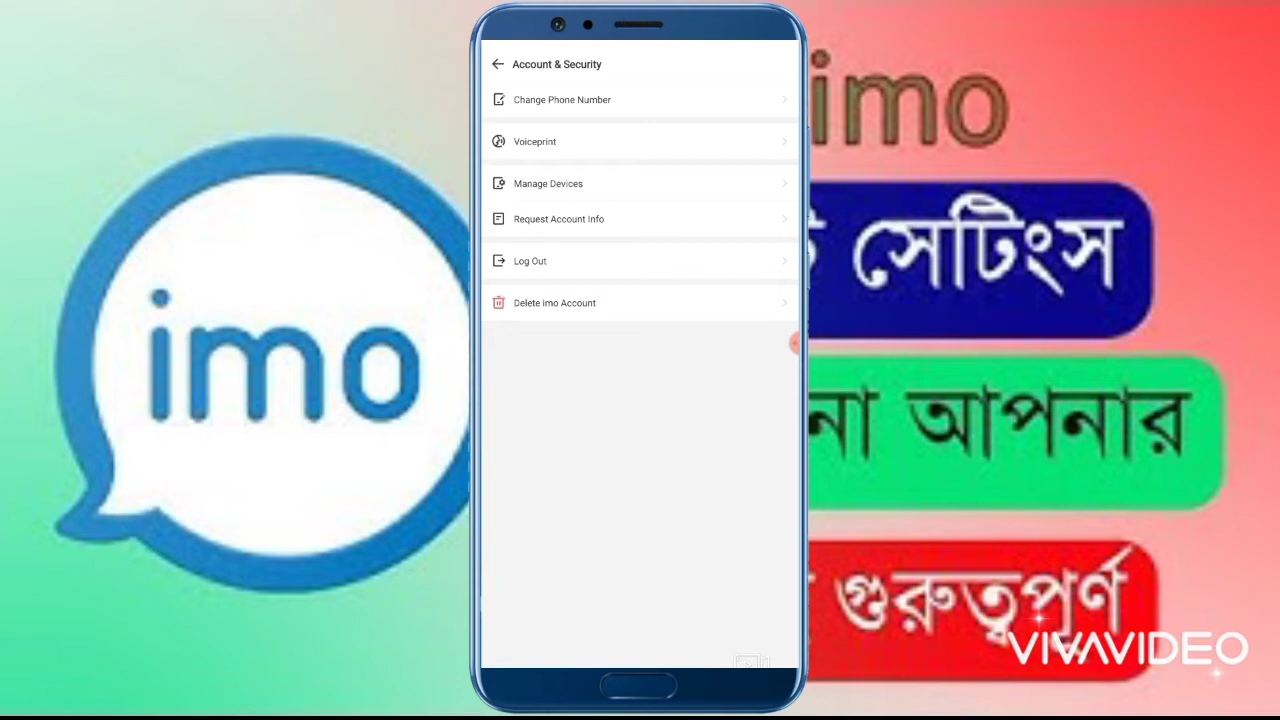 imo
Account & Security
Change Phone Number
Voiceprint
Manage Devices
Request Account Info
Log Out
Delete imo Account
imo
সেটিংস
না আপনার
গুরুত্বপূর্ণ
VIVAVIDEO